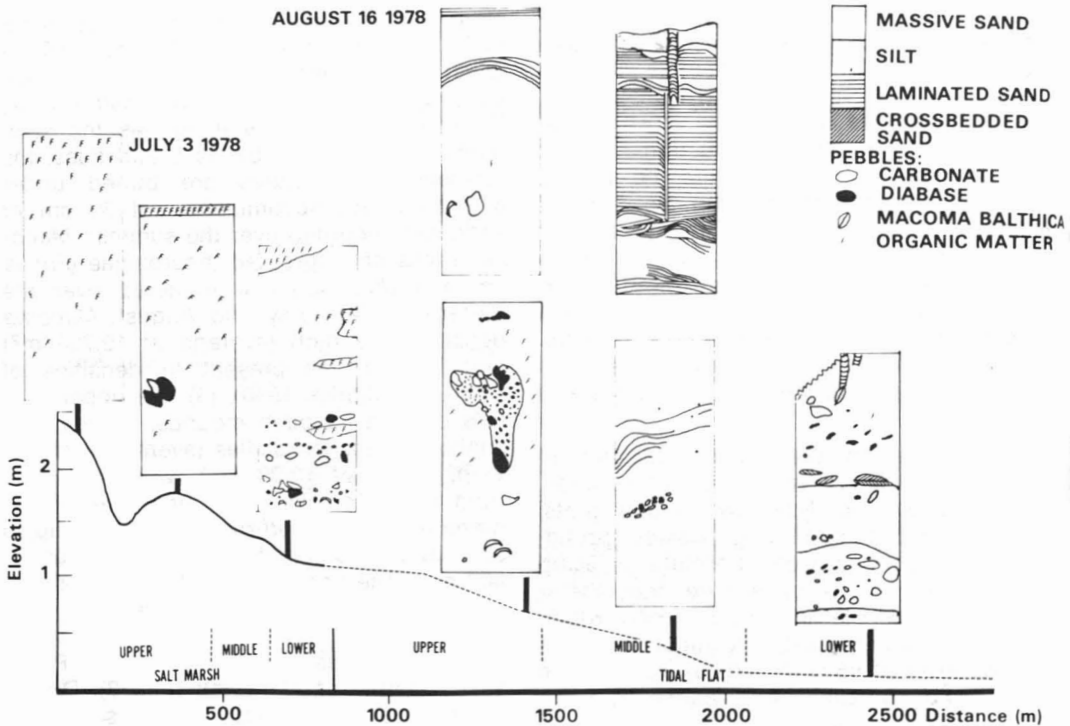 AUGUST 16 1978
JULY 3 1978
MASSIVE SAND
SILT
LAMINATED SAND
CROSSBEDDED
SAND
PEBBLES:
CARBONATE
DIABASE
MACOMA BALTHICA
ORGANIC MATTER
Elevation (m)
2
1
UPPER
MIDDLE
LOWER
UPPER
MIDDLE
LOWER
SALT MARSH
TIDAL FLAT
500
1000
1500
2000
2500
Distance (m)